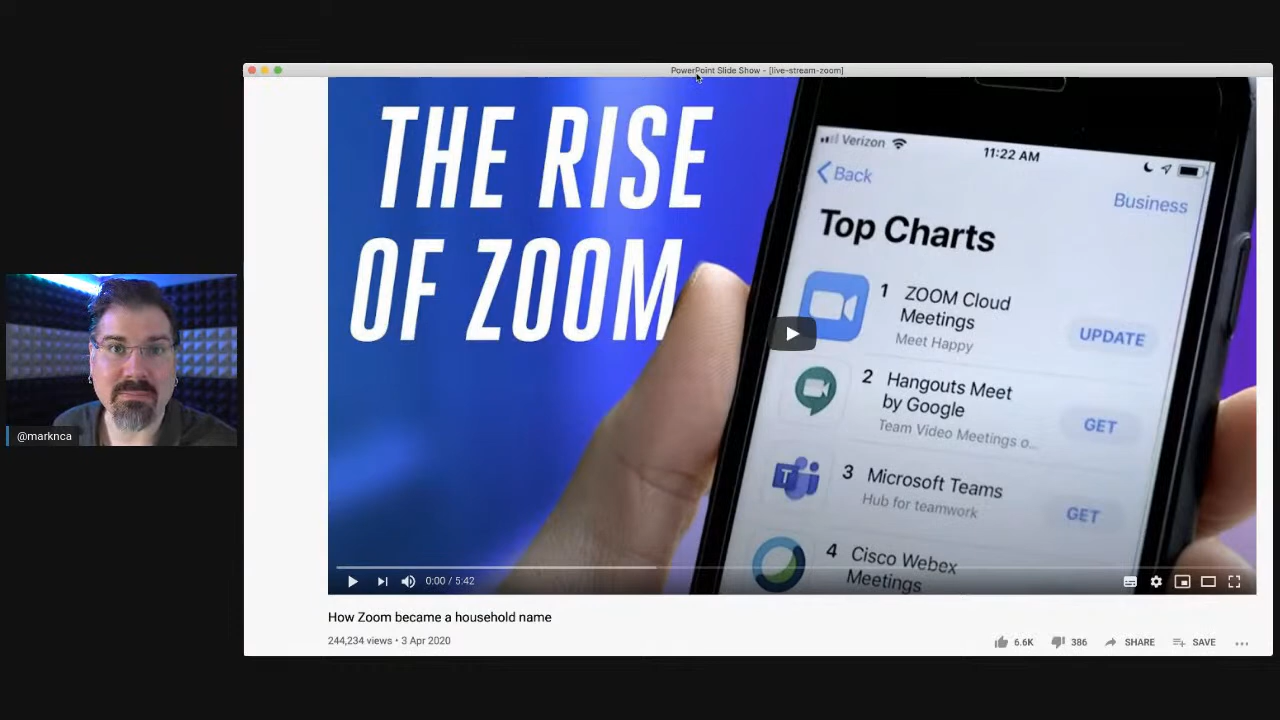 PowerPoint Slide Show - [live-stream-zoom]
THE RISE
OF ZOOM
Verizon
11:22 AM
Back
Business
Top Charts
1 ZOOM Cloud
Meetings
Meet Happy
UPDATE
2 Hangouts Meet
by Google
Team Video Meetings o...
GET
3 Microsoft Teams
Hub for teamwork
GET
4 Cisco Webex
Meetings
@marknca
0:00 / 5:42
How Zoom became a household name
244,234 views • 3 Apr 2020
6.6K
386
SHARE
SAVE